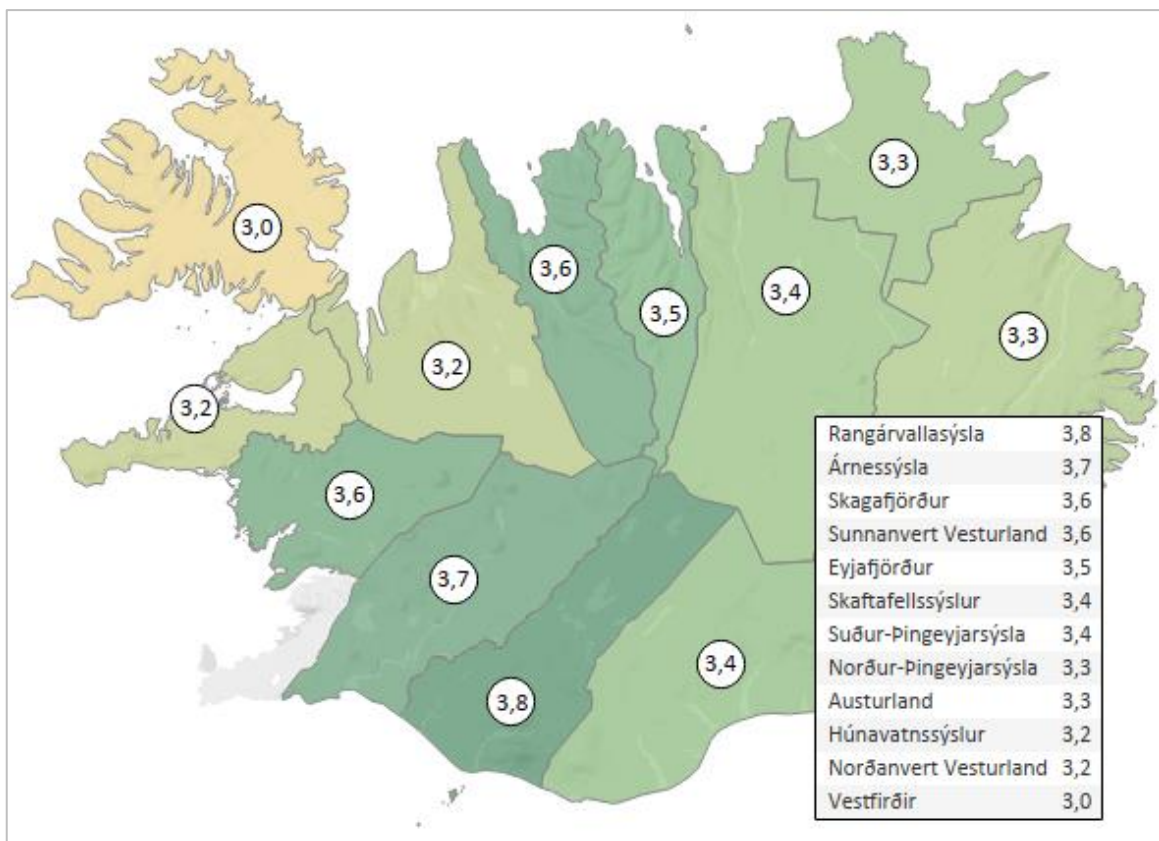 3,3
3,0
3,6
3,4
3,5
3,3
3,2
3,2
3,6
3,7
3,4
3,8
Rangárvallasýsla 3,8
Árnessýsla 3,7
Skagafjörður 3,6
Sunnanvert Vesturland 3,6
Eyjafjörður 3,5
Skaftafellssýslur 3,4
Suður-Þingeyjarsýsla 3,4
Norður-Þingeyjarsýsla 3,3
Austurland 3,3
Húnavatnssýslur 3,2
Norðanvert Vesturland 3,2
Vestfirðir 3,0